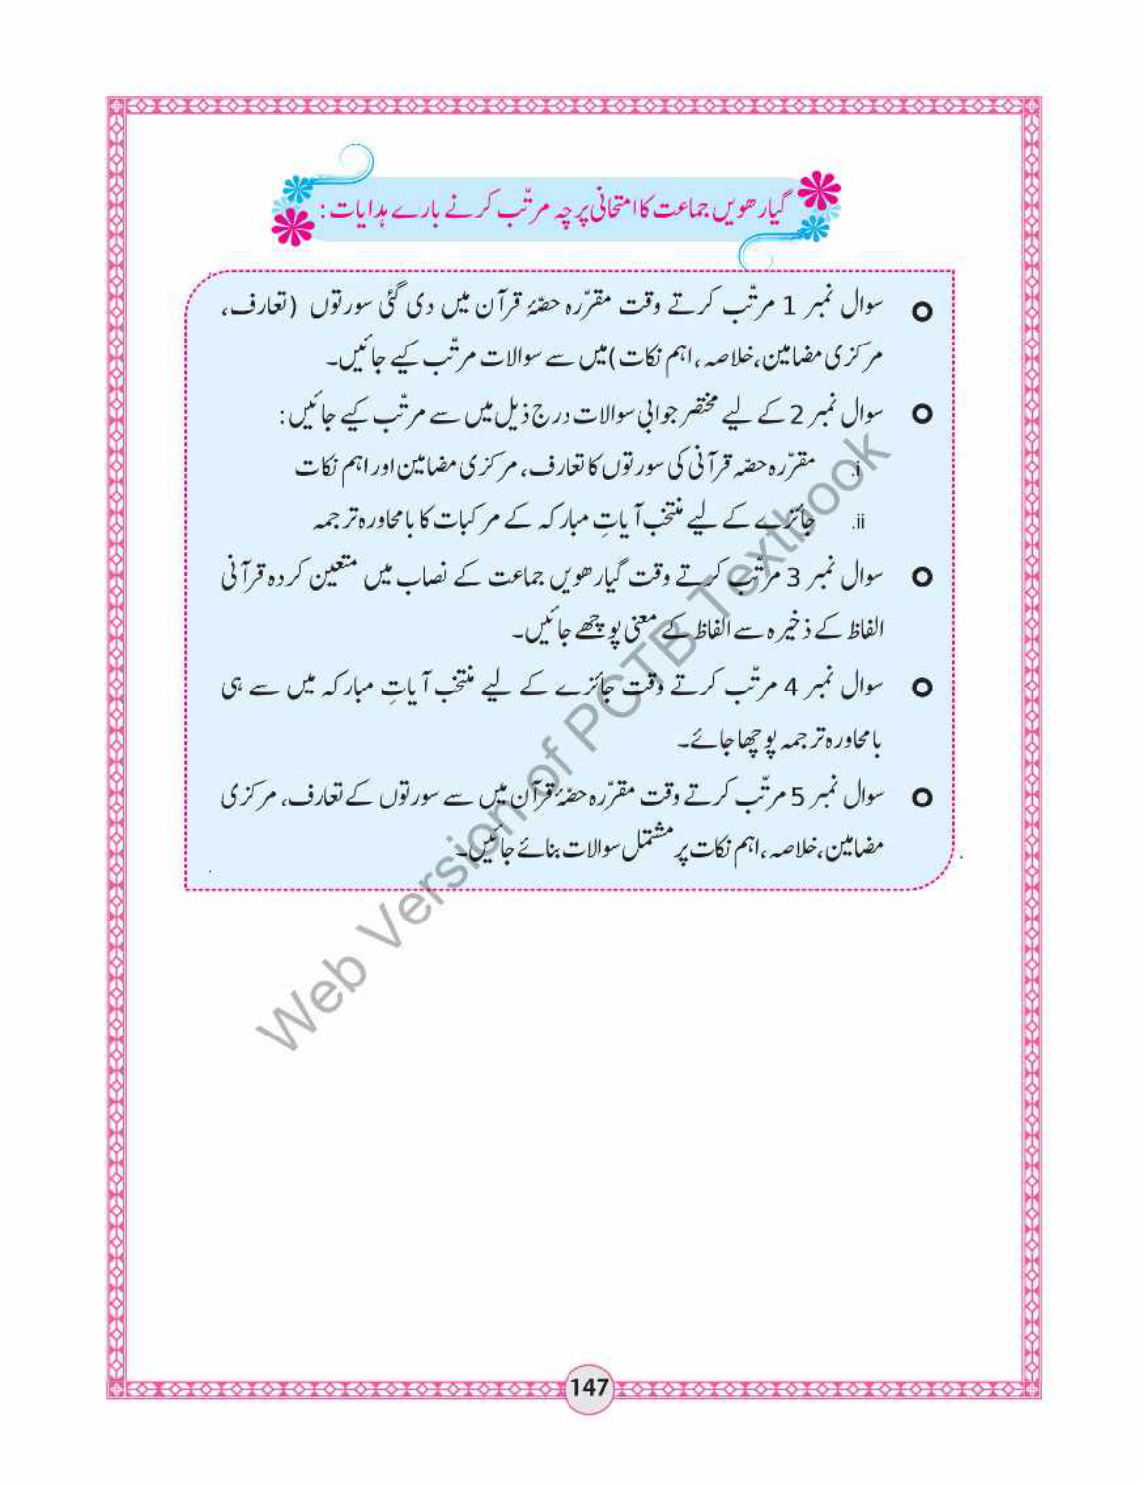 گیارھویں جماعت کا امتحانی پرچہ مرتّب کرنے بارے ہدایات:
سوال نمبر 1 مرتّب کرتے وقت مقرّرہ حصّۂ قرآن میں دی گئی سورتوں (تعارف،
مرکزی مضامین، خلاصہ، اہم نکات) میں سے سوالات مرتّب کیے جائیں۔
سوال نمبر 2 کے لیے مختصر جوابی سوالات درج ذیل میں سے مرتّب کیے جائیں:
i. مقرّرہ حصّہ قرآنی کی سورتوں کا تعارف، مرکزی مضامین اور اہم نکات
ii. جائزے کے لیے منتخب آیاتِ مبارکہ کے مرکبات کا بامحاورہ ترجمہ
سوال نمبر 3 مرتّب کرتے وقت گیارھویں جماعت کے نصاب میں متعین کردہ قرآنی
الفاظ کے ذخیرہ سے الفاظ کے معنی پوچھے جائیں۔
سوال نمبر 4 مرتّب کرتے وقت جائزے کے لیے منتخب آیاتِ مبارکہ میں سے ہی
بامحاورہ ترجمہ پوچھا جائے۔
سوال نمبر 5 مرتّب کرتے وقت مقرّرہ حصّۂ قرآن میں سے سورتوں کے تعارف، مرکزی
مضامین، خلاصہ، اہم نکات پر مشتمل سوالات بنائے جائیں۔
Web Version of PCTB Textbook
147